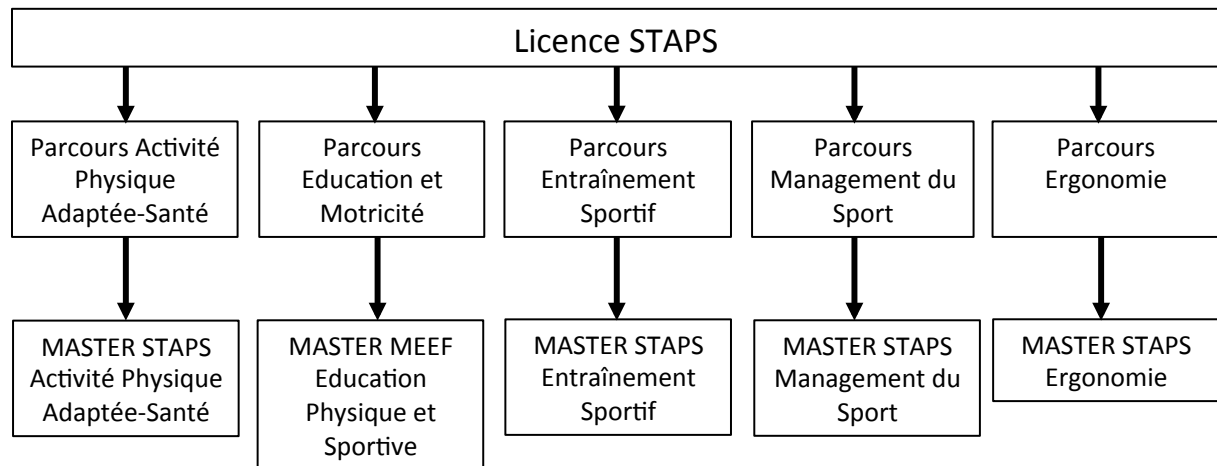 Licence STAPS
Parcours Activité
Physique
Adaptée-Santé
Parcours
Education et
Motricité
Parcours
Entraînement
Sportif
Parcours
Management du
Sport
Parcours
Ergonomie
MASTER STAPS
Activité Physique
Adaptée-Santé
MASTER MEEF
Education
Physique et
Sportive
MASTER STAPS
Entraînement
Sportif
MASTER STAPS
Management du
Sport
MASTER STAPS
Ergonomie